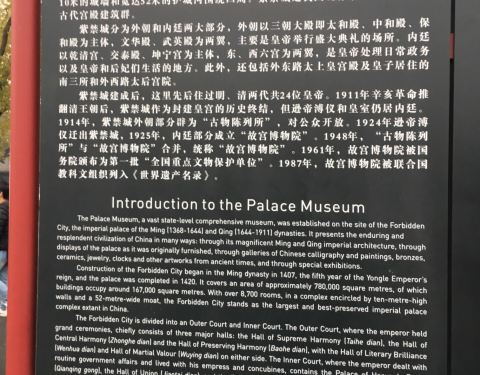 10米的城墙和宽达52米的护城河
古代宫殿建筑群。
紫禁城分为外朝和内廷两大部分，外朝以三朝大殿即太和殿、中和殿、保
和殿为主体，文华殿、武英殿为两翼，主要是皇帝举行盛大典礼的场所。内廷
以乾清宫、交泰殿、坤宁宫为主体，东、西六宫为两翼，是皇帝处理日常政务
以及皇帝和后妃们生活的地方。此外，还包括外东路太上皇宫殿及皇子居住的
南三所和外西路太后宫院。
紫禁城建成后，这里先后住过明、清两代共24位皇帝。1911年辛亥革命推
翻清王朝后，紫禁城作为封建皇宫的历史终结，但逊帝溥仪和皇室仍居内廷。
1914年，紫禁城外朝部分辟为“古物陈列所”，对公众开放。1924年逊帝溥
仪迁出紫禁城，1925年，内廷部分成立“故宫博物院”。1948年，“古物陈列
所”与“故宫博物院”合并，统称“故宫博物院”。1961年，故宫博物院被国
务院颁布为第一批“全国重点文物保护单位”。1987年，故宫博物院被联合国
教科文组织列入《世界遗产名录》。
Introduction to the Palace Museum
The Palace Museum, a vast state-level comprehensive museum, was established on the site of the Forbidden
City, the imperial palace of the Ming (1368-1644) and Qing (1644-1911) dynasties. It presents the enduring and
resplendent civilization of China in many ways: through its magnificent Ming and Qing imperial architecture, through
displays of the palace as it was originally furnished, through galleries of Chinese calligraphy and paintings, bronzes,
ceramics, jewelry, clocks and other artworks from ancient times, and through special exhibitions.
Construction of the Forbidden City began in the Ming dynasty in 1407, the fifth year of the Yongle Emperor's
reign, and the palace was completed in 1420. It covers an area of approximately 780,000 square metres, of which
buildings occupy around 167,000 square metres. With over 8,700 rooms, in a complex encircled by ten-metre-high
walls and a 52-metre-wide moat, the Forbidden City stands as the largest and best-preserved imperial palace
complex extant in China.
The Forbidden City is divided into an Outer Court and Inner Court. The Outer Court, where the emperor held
grand ceremonies, chiefly consists of three major halls: the Hall of Supreme Harmony (Taihe dian), the Hall of
Central Harmony (Zhonghe dian) and the Hall of Preserving Harmony (Baohe dian), with the Hall of Literary Brilliance
(Wenhua dian) and Hall of Martial Valour (Wuying dian) on either side. The Inner Court, where the emperor dealt with
routine government affairs and lived with his empress and concubines, contains the Palace of
(Qianqing gong), the Hall of Union (Jiaotai dian)